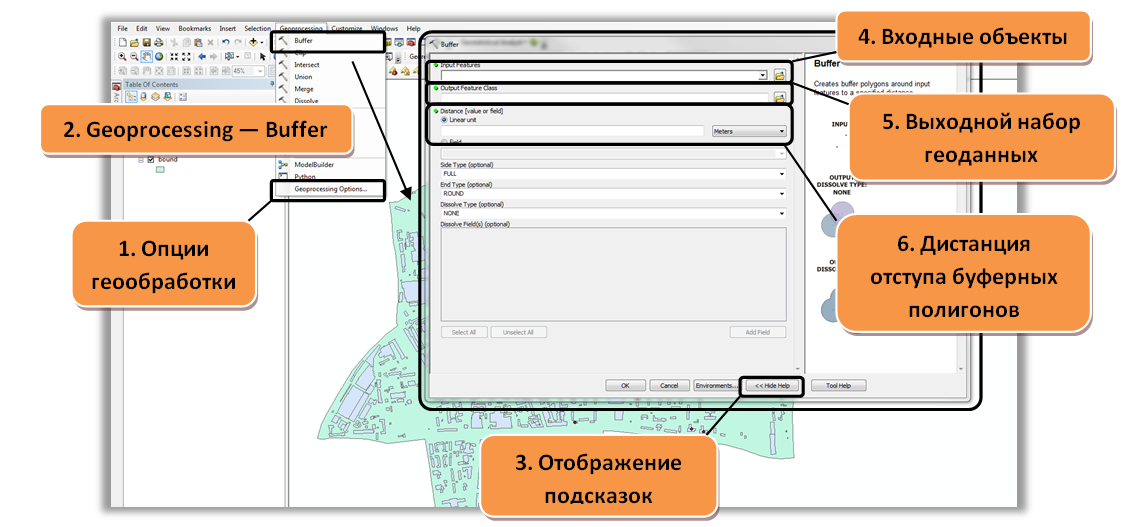 File Edit View Bookmarks Insert Selection Geoprocessing Customize Windows Help
Buffer
Clip
Intersect
Union
Merge
Dissolve
ModelBuilder
Python
Geoprocessing Options...
45%
Table Of Contents
bound
1. Опции
геообработки
2. Geoprocessing — Buffer
3. Отображение
подсказок
4. Входные объекты
5. Выходной набор
геоданных
6. Дистанция
отступа буферных
полигонов
Buffer
Input Features
Output Feature Class
Distance [value or field]
Linear unit
Meters
Field
Side Type (optional)
FULL
End Type (optional)
ROUND
Dissolve Type (optional)
NONE
Dissolve Field(s) (optional)
Select All Unselect All Add Field
OK Cancel Environments... << Hide Help Tool Help
Buffer
Creates buffer polygons around input
features to a specified distance.
INPUT
OUTPUT
DISSOLVE TYPE:
NONE